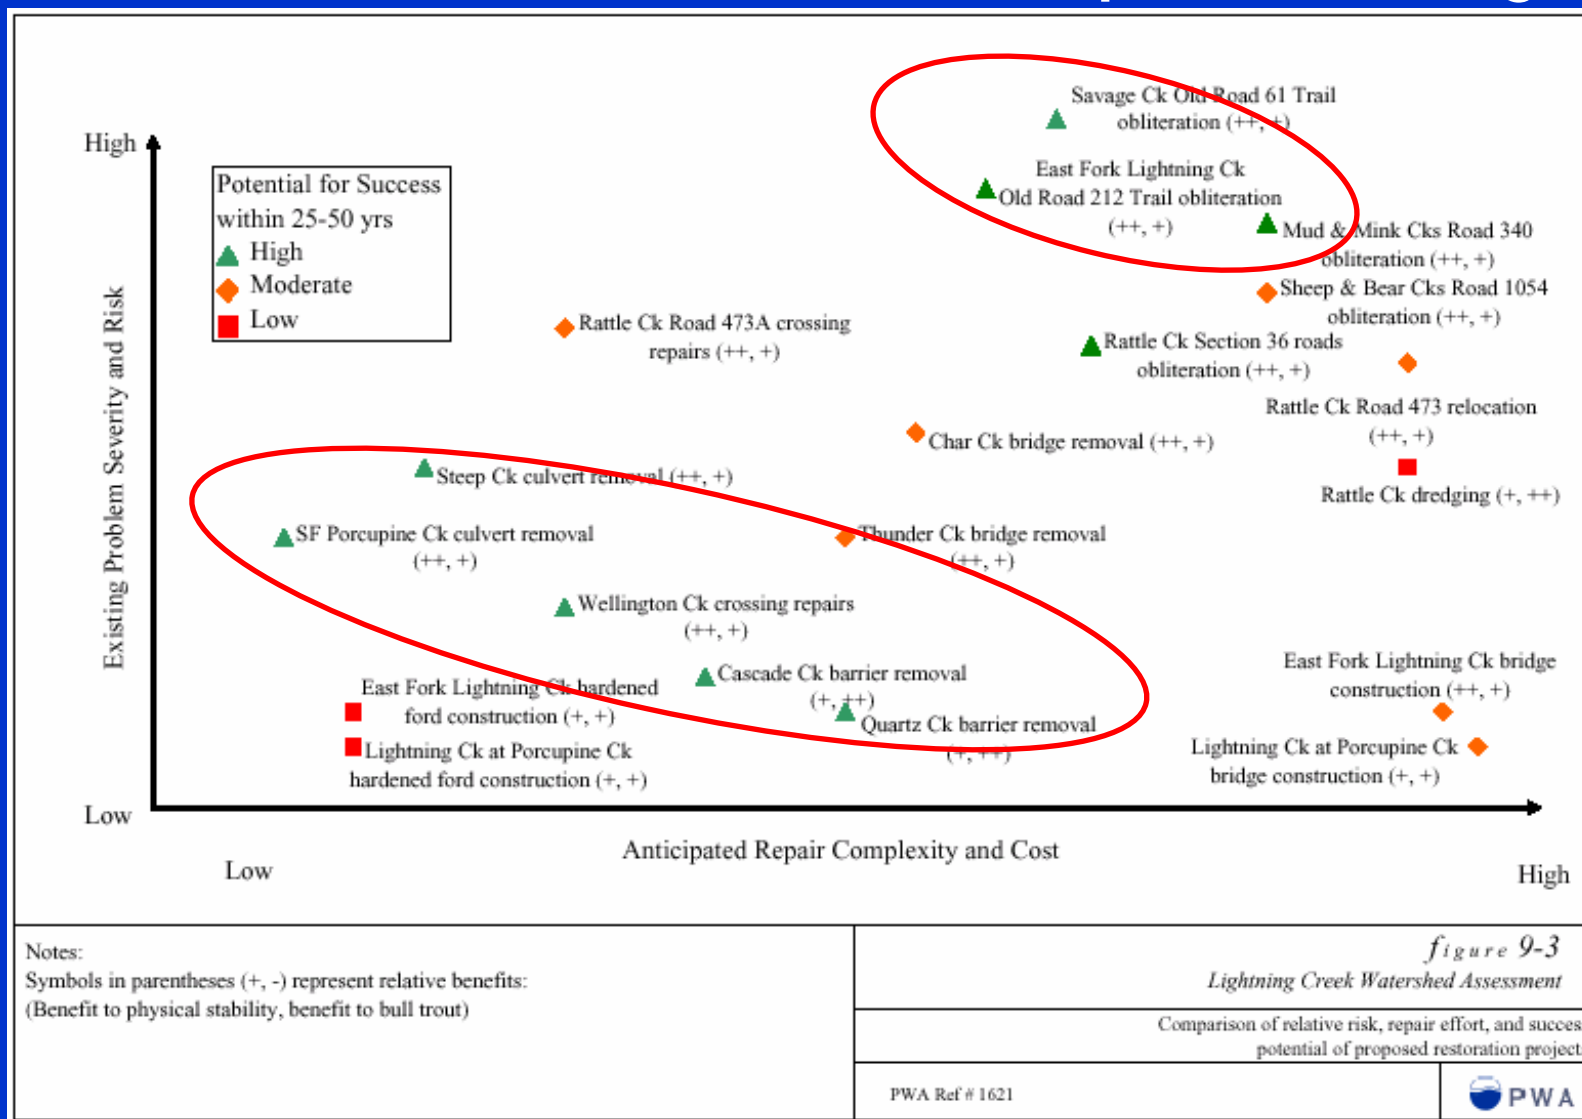 High
Potential for Success
within 25-50 yrs
High
Moderate
Low
Existing Problem Severity and Risk
Savage Ck Old Road 61 Trail
obliteration (++, +)
East Fork Lightning Ck
Old Road 212 Trail obliteration
(++, +)
Mud & Mink Cks Road 340
obliteration (++, +)
Sheep & Bear Cks Road 1054
obliteration (++, +)
Rattle Ck Road 473A crossing
repairs (++, +)
Rattle Ck Section 36 roads
obliteration (++, +)
Rattle Ck Road 473 relocation
(++, +)
Char Ck bridge removal (++, +)
Steep Ck culvert removal (++, +)
Rattle Ck dredging (+, ++)
SF Porcupine Ck culvert removal
(++, +)
Thunder Ck bridge removal
(++, +)
Wellington Ck crossing repairs
(++, +)
Cascade Ck barrier removal
(+, ++)
East Fork Lightning Ck hardened
ford construction (+, +)
Quartz Ck barrier removal
(+, ++)
East Fork Lightning Ck bridge
construction (++, +)
Lightning Ck at Porcupine Ck
hardened ford construction (+, +)
Lightning Ck at Porcupine Ck
bridge construction (+, +)
Low
Anticipated Repair Complexity and Cost
Low
High
Notes:
Symbols in parentheses (+, -) represent relative benefits:
(Benefit to physical stability, benefit to bull trout)
figure 9-3
Lightning Creek Watershed Assessment
Comparison of relative risk, repair effort, and succes
potential of proposed restoration project
PWA Ref # 1621
PWA